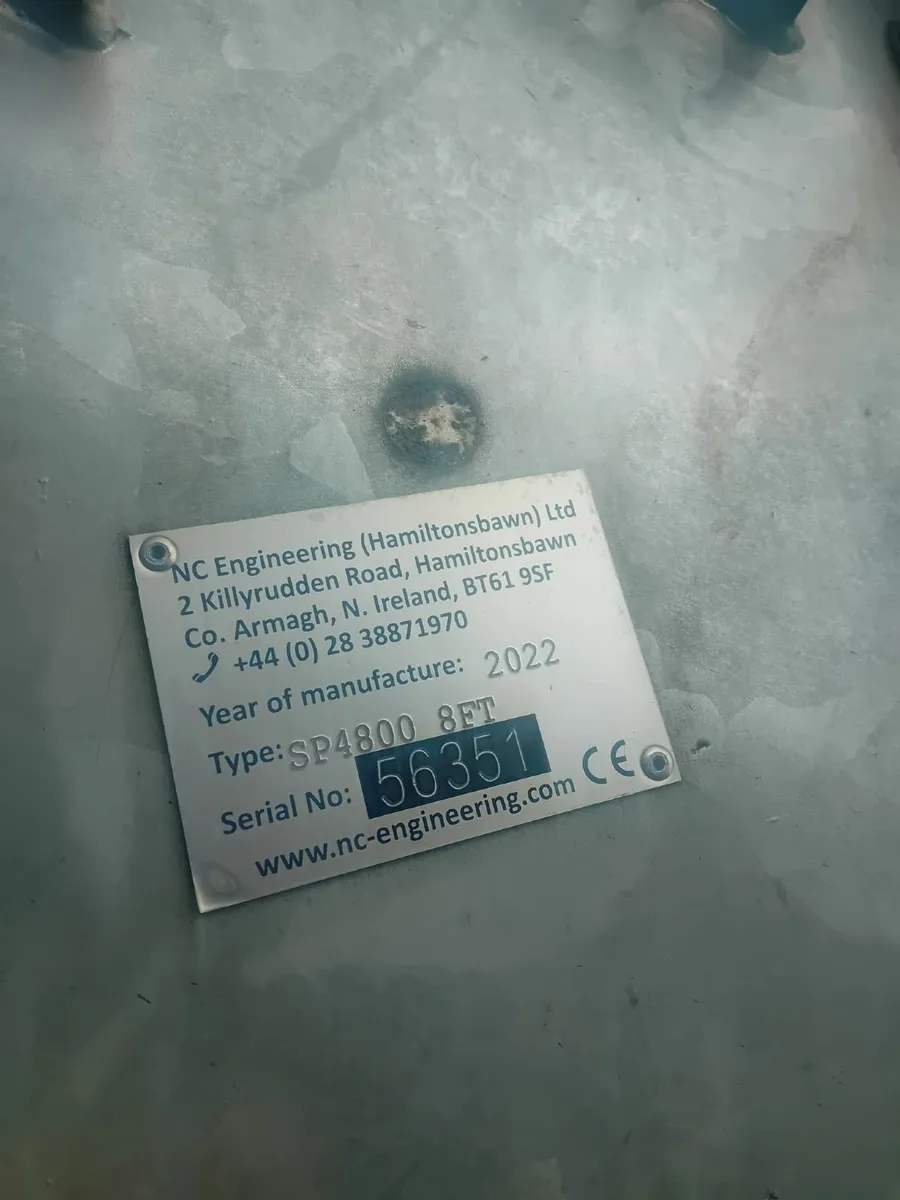 NC Engineering (Hamiltonsbawn) Ltd
2 Killyrudden Road, Hamiltonsbawn
Co. Armagh, N. Ireland, BT61 9SF
+44 (0) 28 38871970
Year of manufacture: 2022
Type: SP4800 8FT
Serial No: 56351
CE
www.nc-engineering.com